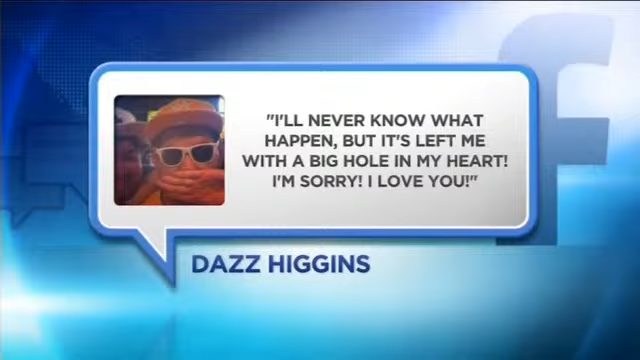 "I'LL NEVER KNOW WHAT
HAPPEN, BUT IT'S LEFT ME
WITH A BIG HOLE IN MY HEART!
I'M SORRY! I LOVE YOU!"
DAZZ HIGGINS